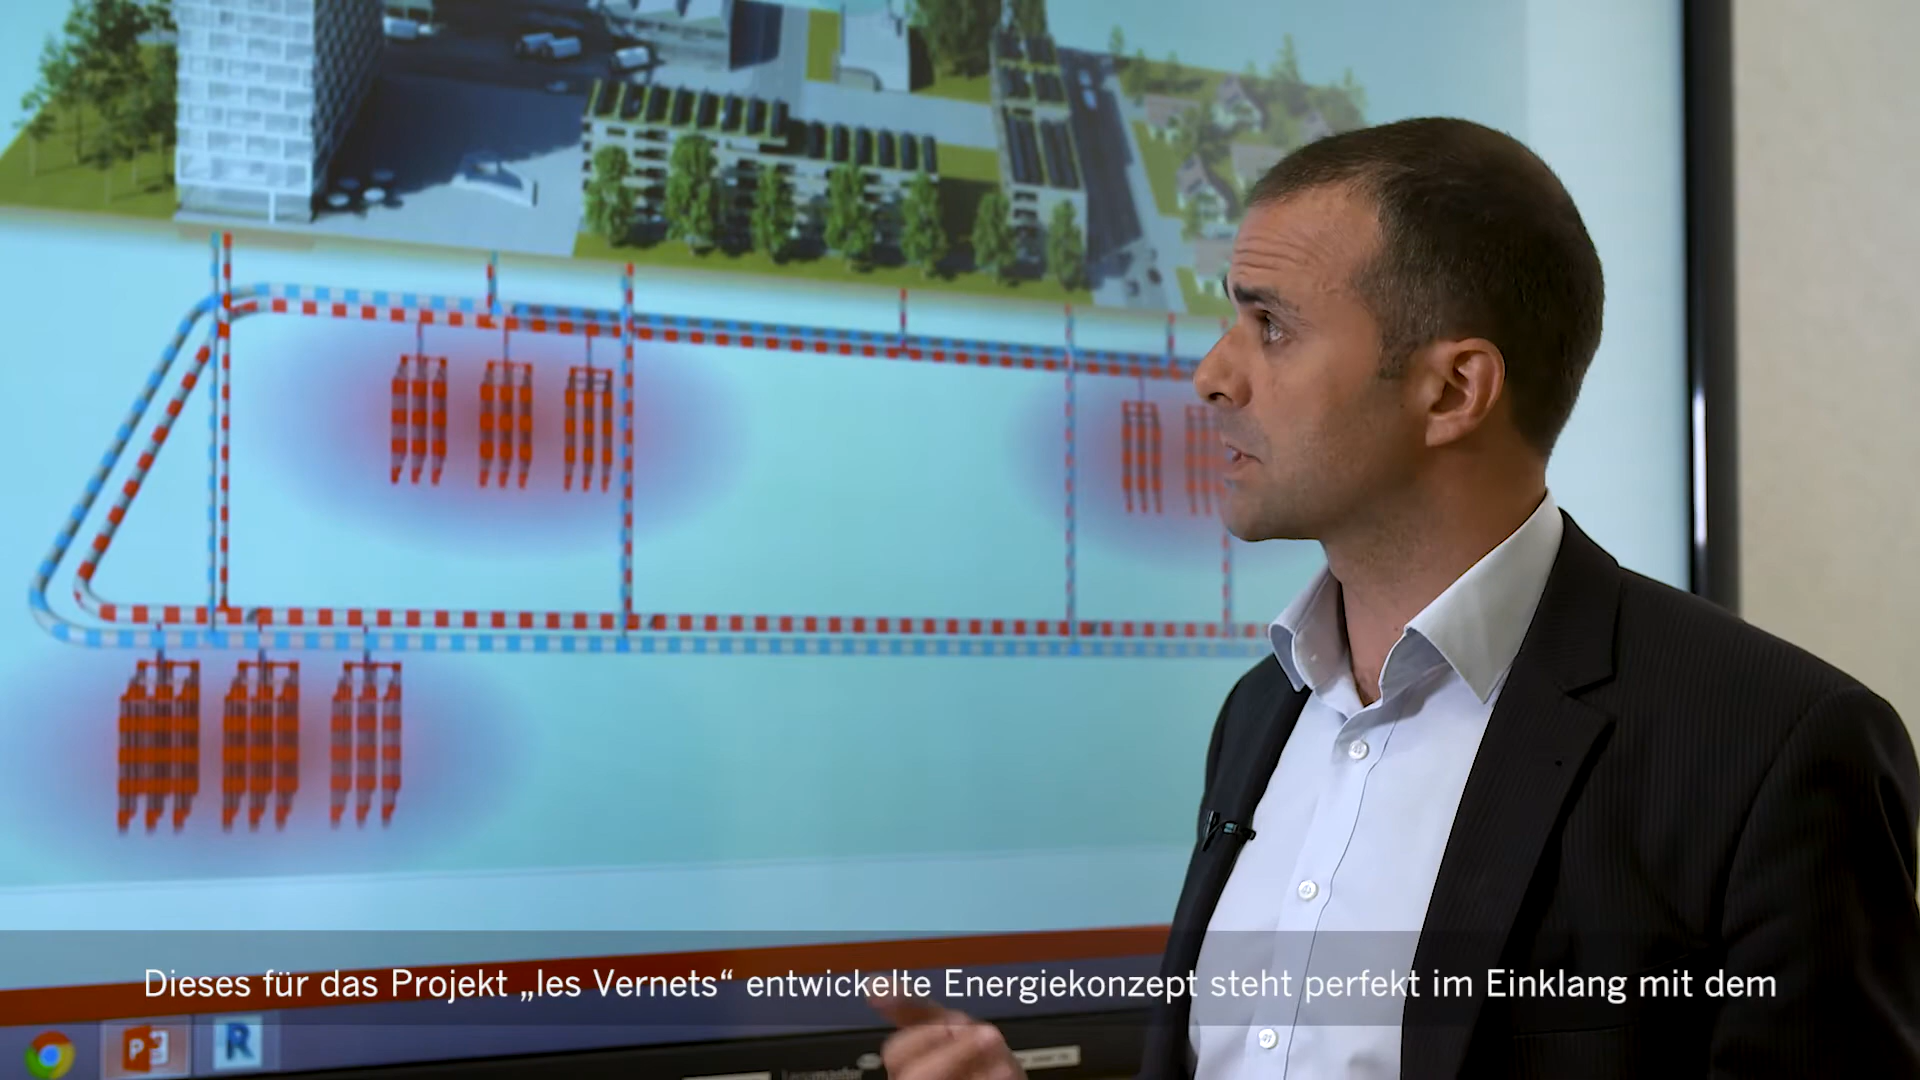 Dieses für das Projekt „les Vernets“ entwickelte Energiekonzept steht perfekt im Einklang mit dem
P
R